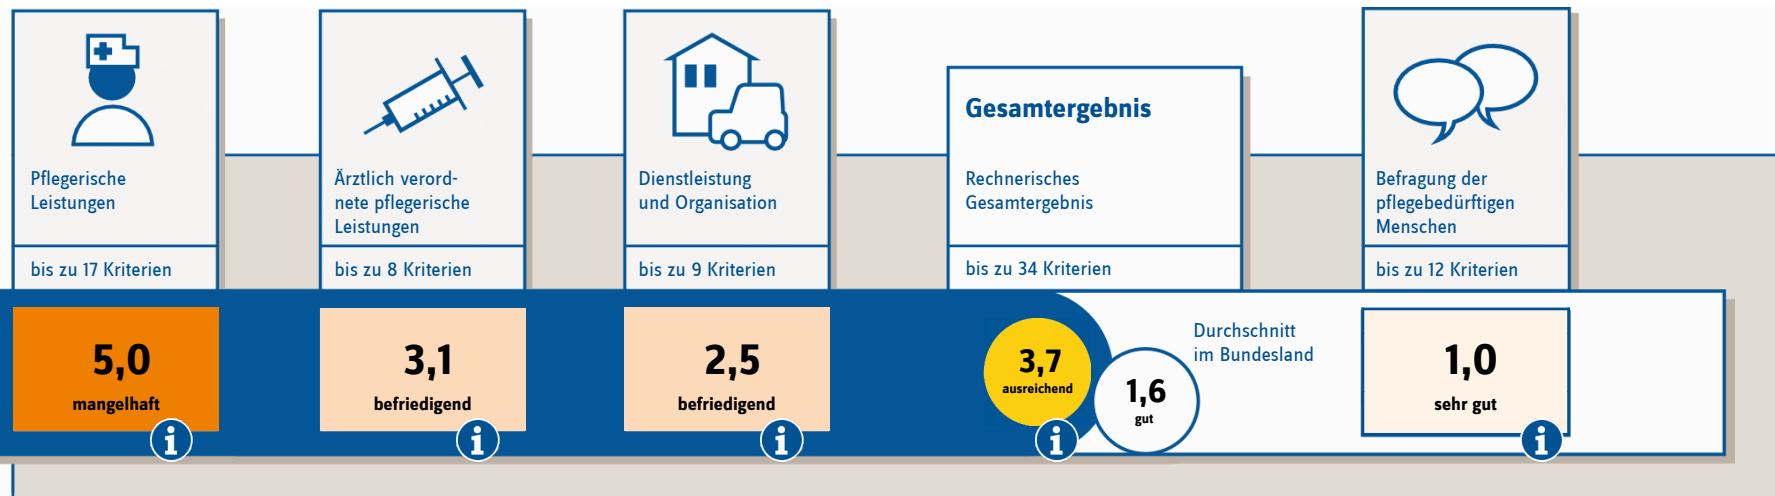 Pflegerische
Leistungen
bis zu 17 Kriterien
5,0
mangelhaft
i
Ärztlich verord-
nete pflegerische
Leistungen
bis zu 8 Kriterien
3,1
befriedigend
i
Dienstleistung
und Organisation
bis zu 9 Kriterien
2,5
befriedigend
i
Gesamtergebnis
Rechnerisches
Gesamtergebnis
bis zu 34 Kriterien
3,7
ausreichend
i
1,6
gut
Durchschnitt
im Bundesland
Befragung der
pflegebedürftigen
Menschen
bis zu 12 Kriterien
1,0
sehr gut
i